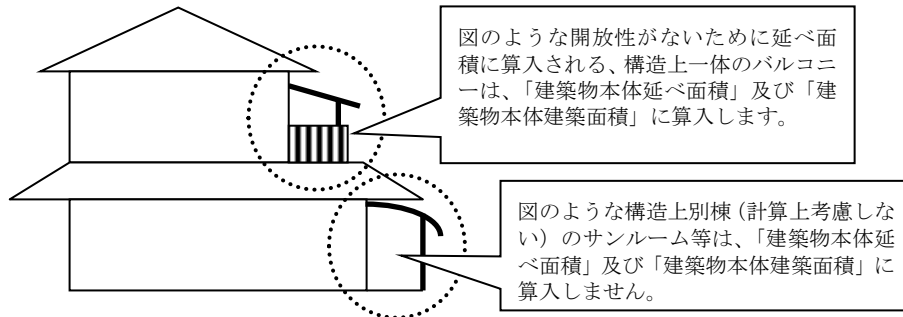 図のような開放性がないために延べ面
積に算入される、構造上一体のバルコニ
ーは、「建築物本体延べ面積」及び「建
築物本体建築面積」に算入します。
図のような構造上別棟（計算上考慮しな
い）のサンルーム等は、「建築物本体延
べ面積」及び「建築物本体建築面積」に
算入しません。